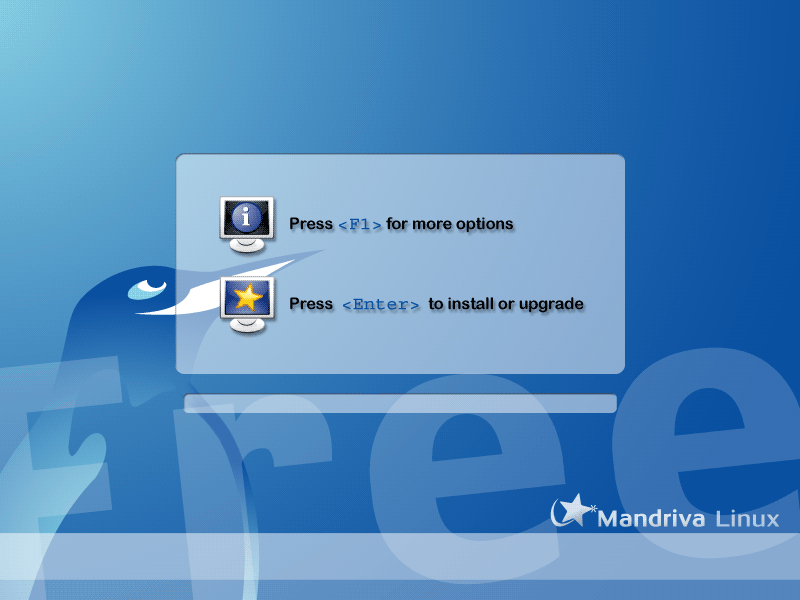 Press <F1> for more options
Press <Enter> to install or upgrade
Free
Mandriva Linux